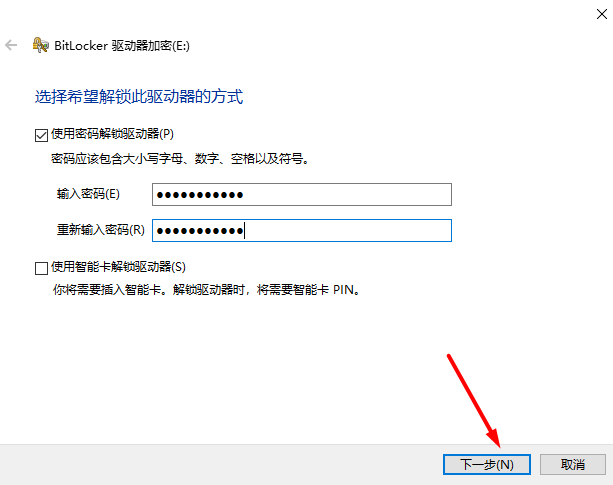 BitLocker 驱动器加密(E:)
选择希望解锁此驱动器的方式
使用密码解锁驱动器(P)
密码应该包含大小写字母、数字、空格以及符号。
输入密码(E)
●●●●●●●●●●●
重新输入密码(R)
●●●●●●●●●●●
使用智能卡解锁驱动器(S)
你将需要插入智能卡。解锁驱动器时，将需要智能卡 PIN。
下一步(N) 取消